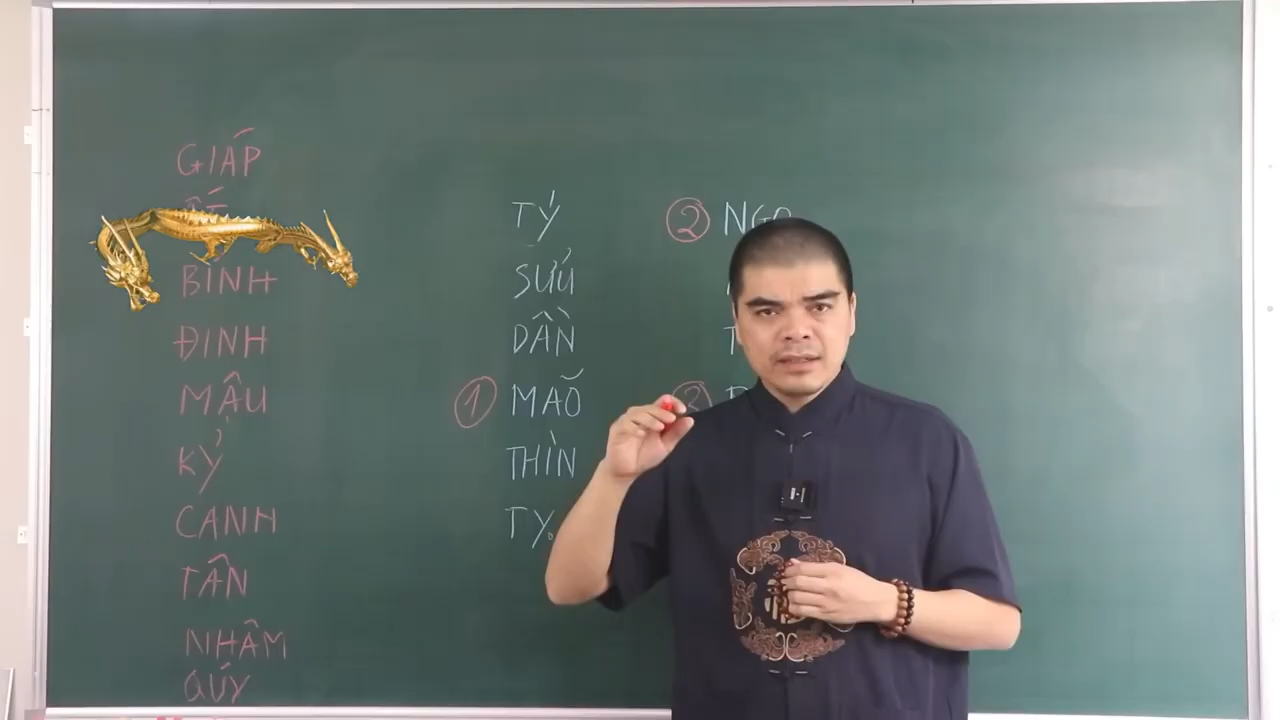 GIÁP
BÍNH
ĐINH
MẬU
KỶ
CANH
TÂN
NHÂM
QUÝ
TÝ
SỬU
DẦN
① MÃO
THÌN
TỴ
② NGỌ